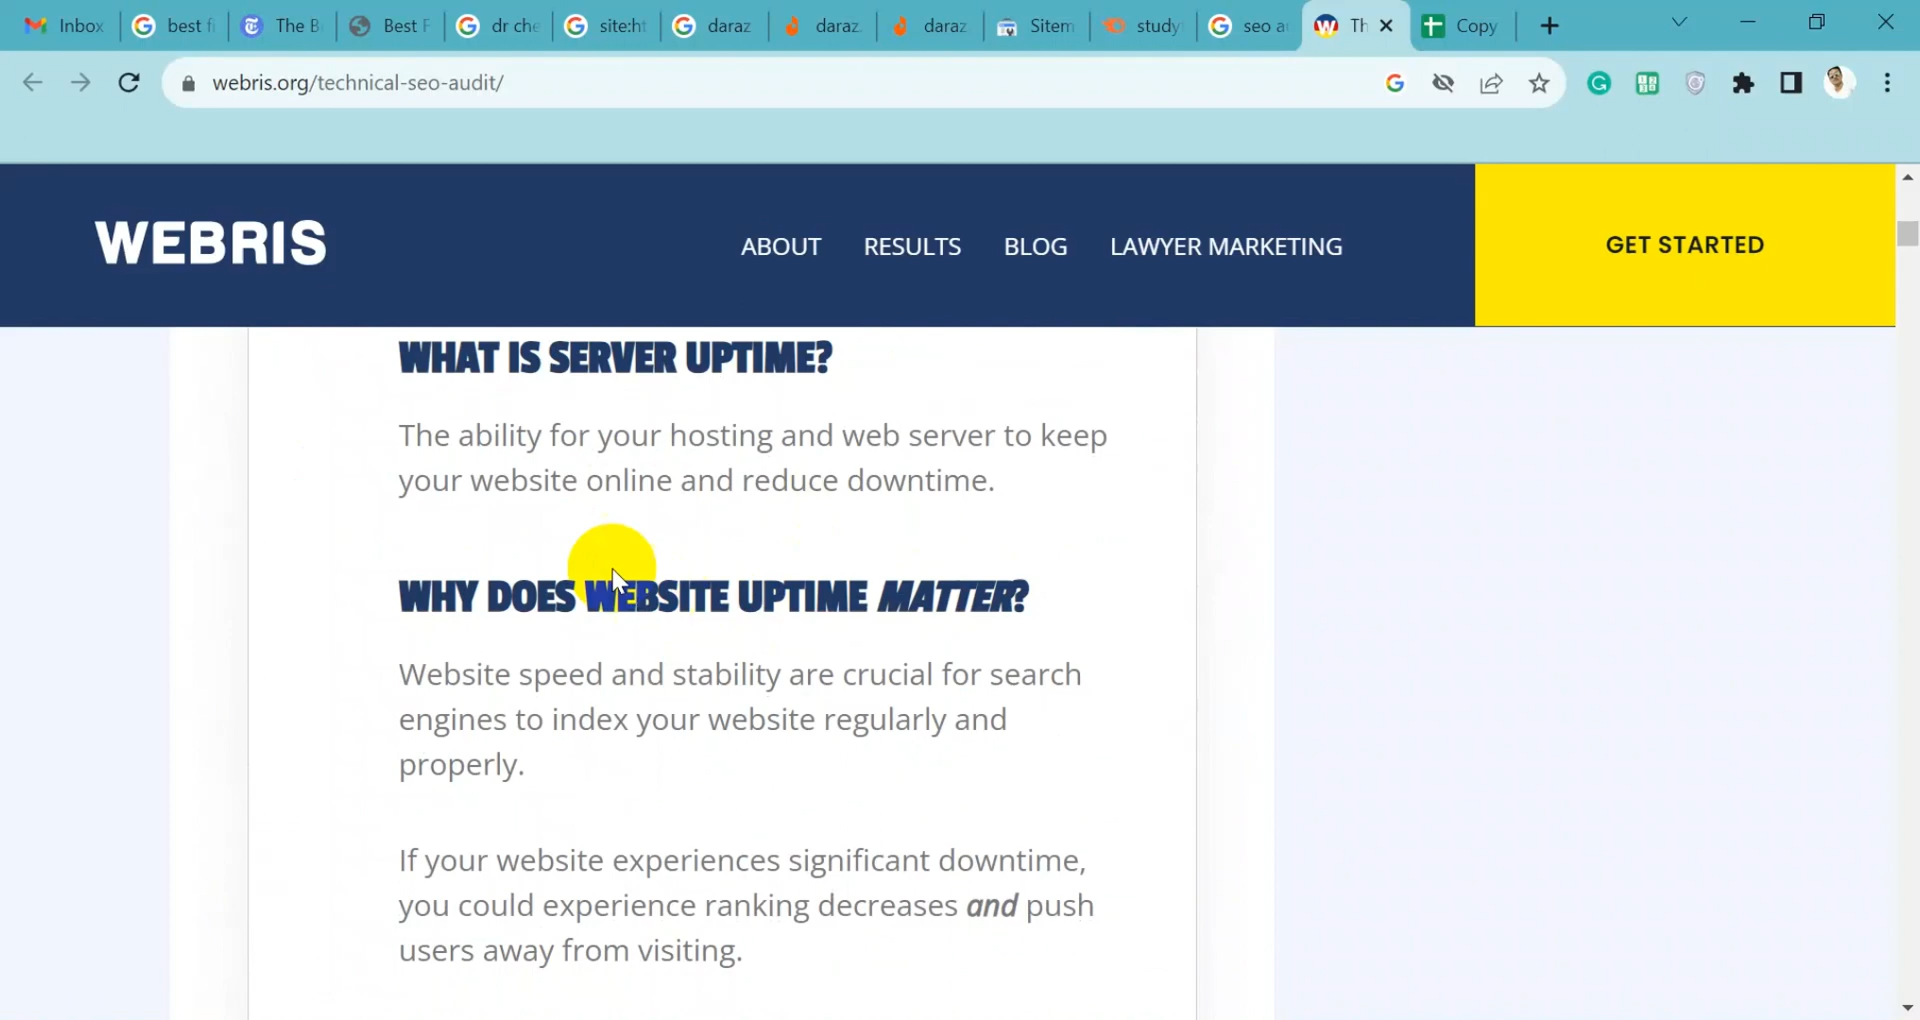 Inbox
best fi
The B
Best F
dr che
site:ht
daraz
daraz
daraz
Sitem
study
seo au
Th
Copy
webris.org/technical-seo-audit/
WEBRIS
ABOUT
RESULTS
BLOG
LAWYER MARKETING
GET STARTED
WHAT IS SERVER UPTIME?
The ability for your hosting and web server to keep
your website online and reduce downtime.
WHY DOES WEBSITE UPTIME MATTER?
Website speed and stability are crucial for search
engines to index your website regularly and
properly.
If your website experiences significant downtime,
you could experience ranking decreases and push
users away from visiting.